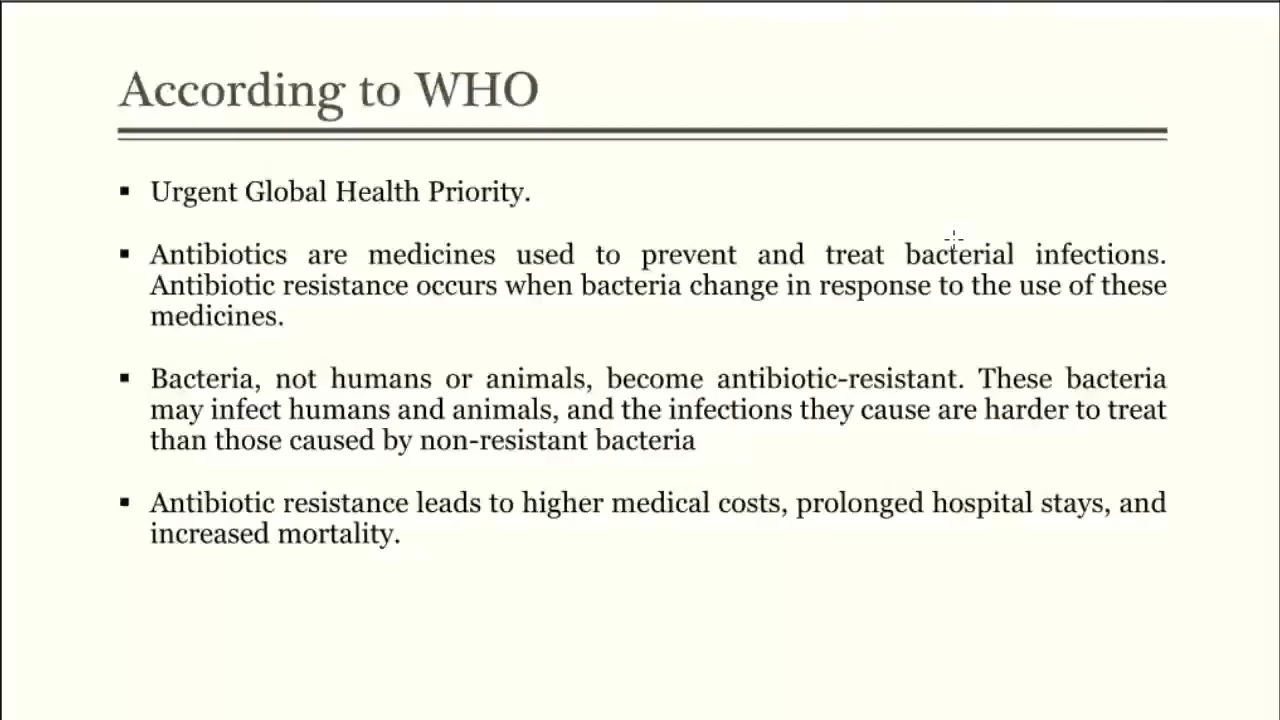 According to WHO
▪ Urgent Global Health Priority.
▪ Antibiotics are medicines used to prevent and treat bacterial infections.
Antibiotic resistance occurs when bacteria change in response to the use of these
medicines.
▪ Bacteria, not humans or animals, become antibiotic-resistant. These bacteria
may infect humans and animals, and the infections they cause are harder to treat
than those caused by non-resistant bacteria
▪ Antibiotic resistance leads to higher medical costs, prolonged hospital stays, and
increased mortality.